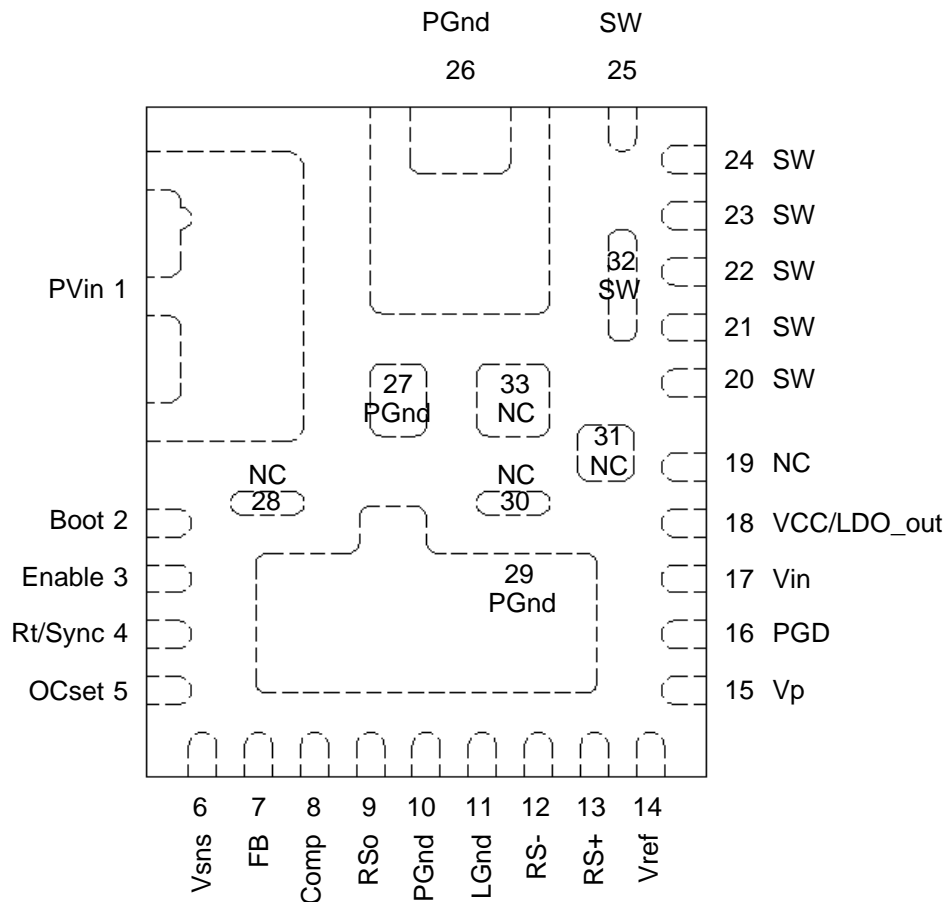 PGnd SW
26 25
24 SW
23 SW
22 SW
21 SW
20 SW
19 NC
18 VCC/LDO_out
17 Vin
16 PGD
15 Vp
PVin 1
32
SW
27
PGnd
33
NC
31
NC
NC
28
NC
30
29
PGnd
Boot 2
Enable 3
Rt/Sync 4
OCset 5
6 7 8 9 10 11 12 13 14
Vsns
FB
Comp
RSo
PGnd
LGnd
RS-
RS+
Vref